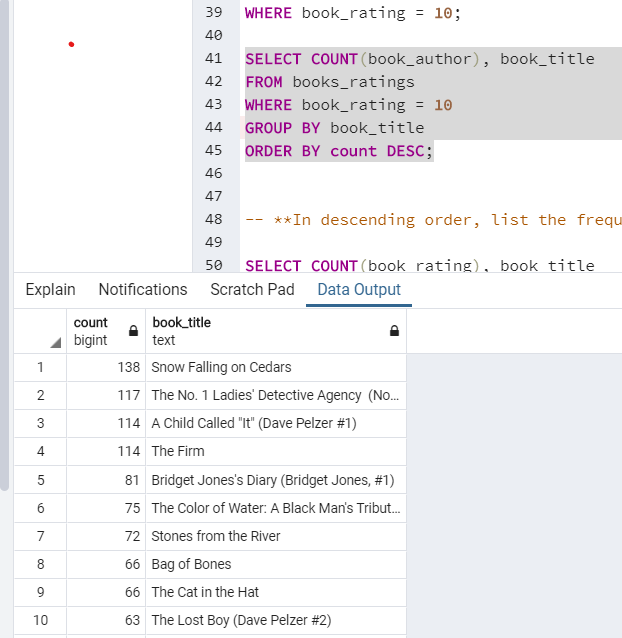 39 WHERE book_rating = 10;
40
41 SELECT COUNT(book_author), book_title
42 FROM books_ratings
43 WHERE book_rating = 10
44 GROUP BY book_title
45 ORDER BY count DESC;
46
47
48 -- **In descending order, list the frequ
49
50 SELECT COUNT(book_rating), book_title
Explain Notifications Scratch Pad Data Output
count book_title
bigint text
1 138 Snow Falling on Cedars
2 117 The No. 1 Ladies' Detective Agency (No...
3 114 A Child Called "It" (Dave Pelzer #1)
4 114 The Firm
5 81 Bridget Jones's Diary (Bridget Jones, #1)
6 75 The Color of Water: A Black Man's Tribut...
7 72 Stones from the River
8 66 Bag of Bones
9 66 The Cat in the Hat
10 63 The Lost Boy (Dave Pelzer #2)